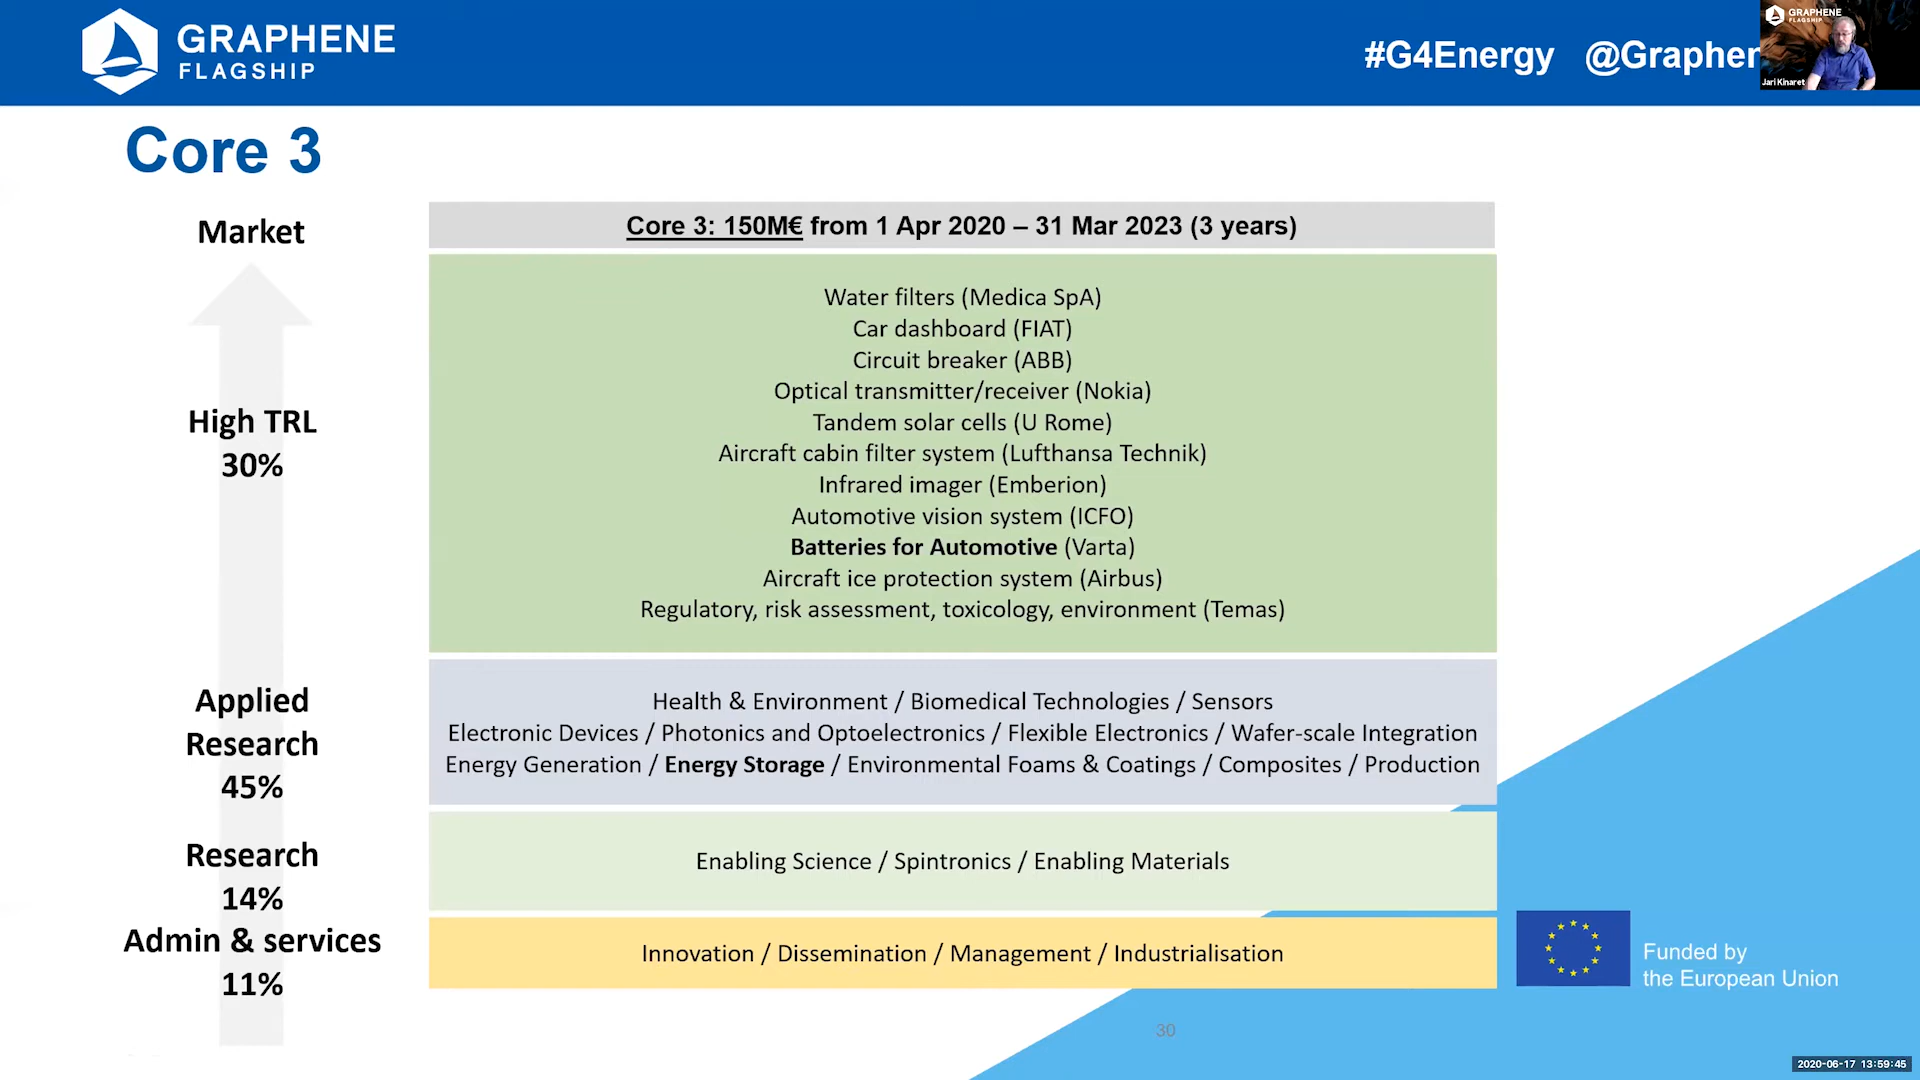 GRAPHENE
FLAGSHIP
#G4Energy @Graphen
GRAPHENE
FLAGSHIP
Jari Kinaret
Core 3
Market
Core 3: 150M€ from 1 Apr 2020 – 31 Mar 2023 (3 years)
High TRL
30%
Water filters (Medica SpA)
Car dashboard (FIAT)
Circuit breaker (ABB)
Optical transmitter/receiver (Nokia)
Tandem solar cells (U Rome)
Aircraft cabin filter system (Lufthansa Technik)
Infrared imager (Emberion)
Automotive vision system (ICFO)
Batteries for Automotive (Varta)
Aircraft ice protection system (Airbus)
Regulatory, risk assessment, toxicology, environment (Temas)
Applied
Research
45%
Health & Environment / Biomedical Technologies / Sensors
Electronic Devices / Photonics and Optoelectronics / Flexible Electronics / Wafer-scale Integration
Energy Generation / Energy Storage / Environmental Foams & Coatings / Composites / Production
Research
14%
Enabling Science / Spintronics / Enabling Materials
Admin & services
11%
Innovation / Dissemination / Management / Industrialisation
Funded by
the European Union
30
2020-06-17 13:59:45